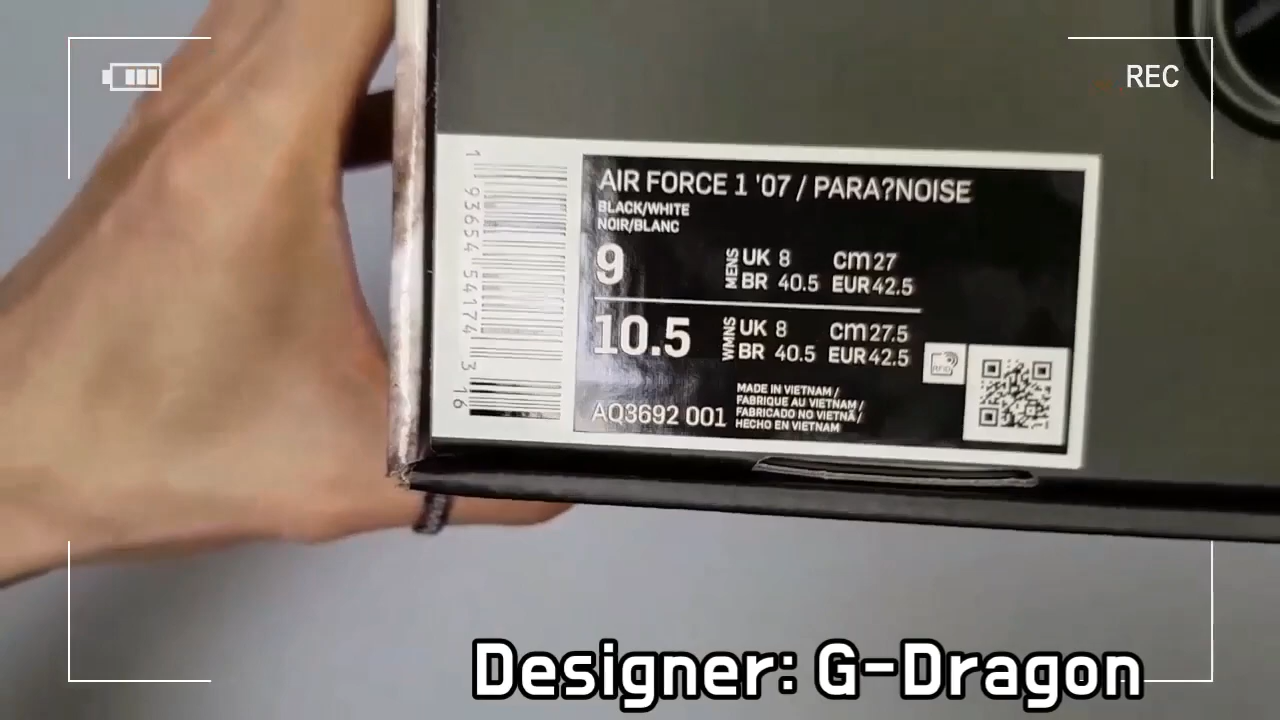 REC
AIR FORCE 1 '07 / PARA?NOISE
BLACK/WHITE
NOIR/BLANC
9 MENS UK 8 cm 27
BR 40.5 EUR 42.5
10.5 WMNS UK 8 cm 27.5
BR 40.5 EUR 42.5
RFID
AQ3692 001
MADE IN VIETNAM /
FABRIQUE AU VIETNAM /
FABRICADO NO VIETNÃ /
HECHO EN VIETNAM
1 93654 54174 3 16
Designer: G-Dragon